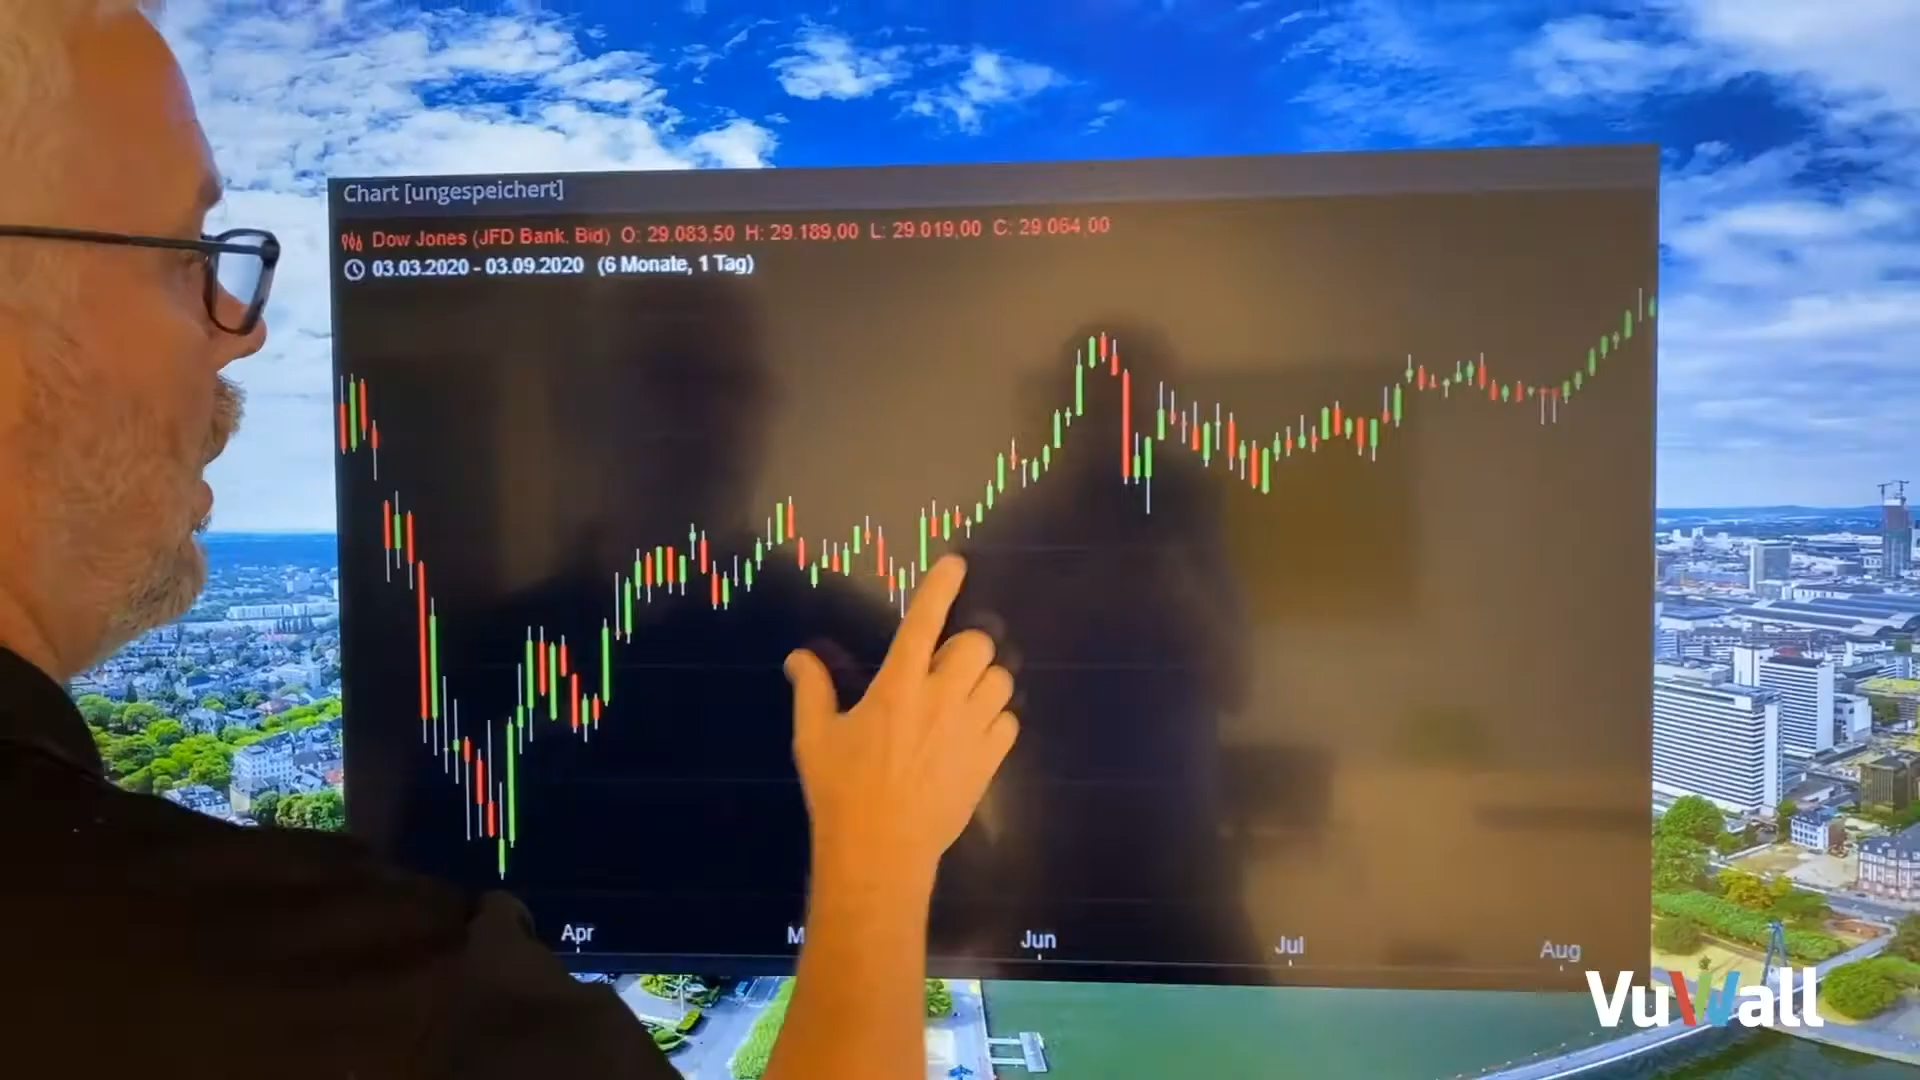 Chart [ungespeichert]
Dow Jones (JFD Bank. Bid) O: 29.083,50 H: 29.189,00 L: 29.019,00 C: 29.064,00
03.03.2020 - 03.09.2020 (6 Monate, 1 Tag)
Apr Jun Jul Aug
VuWall